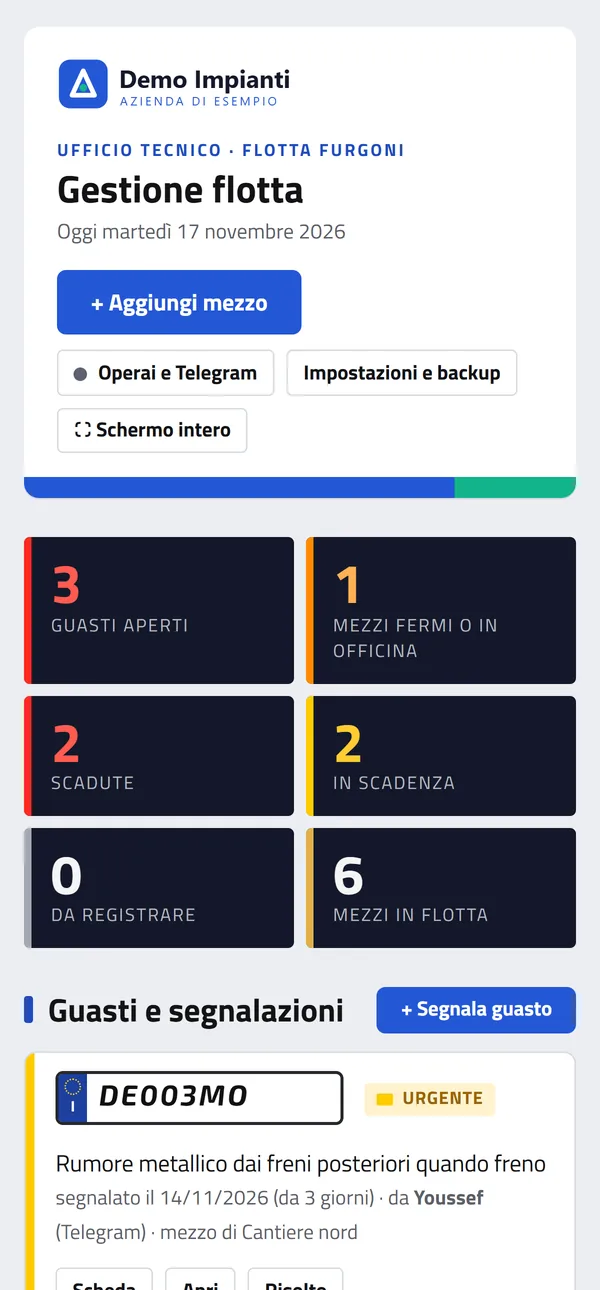 Demo Impianti
AZIENDA DI ESEMPIO
UFFICIO TECNICO · FLOTTA FURGONI
Gestione flotta
Oggi martedì 17 novembre 2026
+ Aggiungi mezzo
Operai e Telegram
Impostazioni e backup
Schermo intero
3
GUASTI APERTI
1
MEZZI FERMI O IN
OFFICINA
2
SCADUTE
2
IN SCADENZA
0
DA REGISTRARE
6
MEZZI IN FLOTTA
Guasti e segnalazioni
+ Segnala guasto
I
DE003MO
URGENTE
Rumore metallico dai freni posteriori quando freno
segnalato il 14/11/2026 (da 3 giorni) · da Youssef
(Telegram) · mezzo di Cantiere nord
Scheda
Apri
Risolto